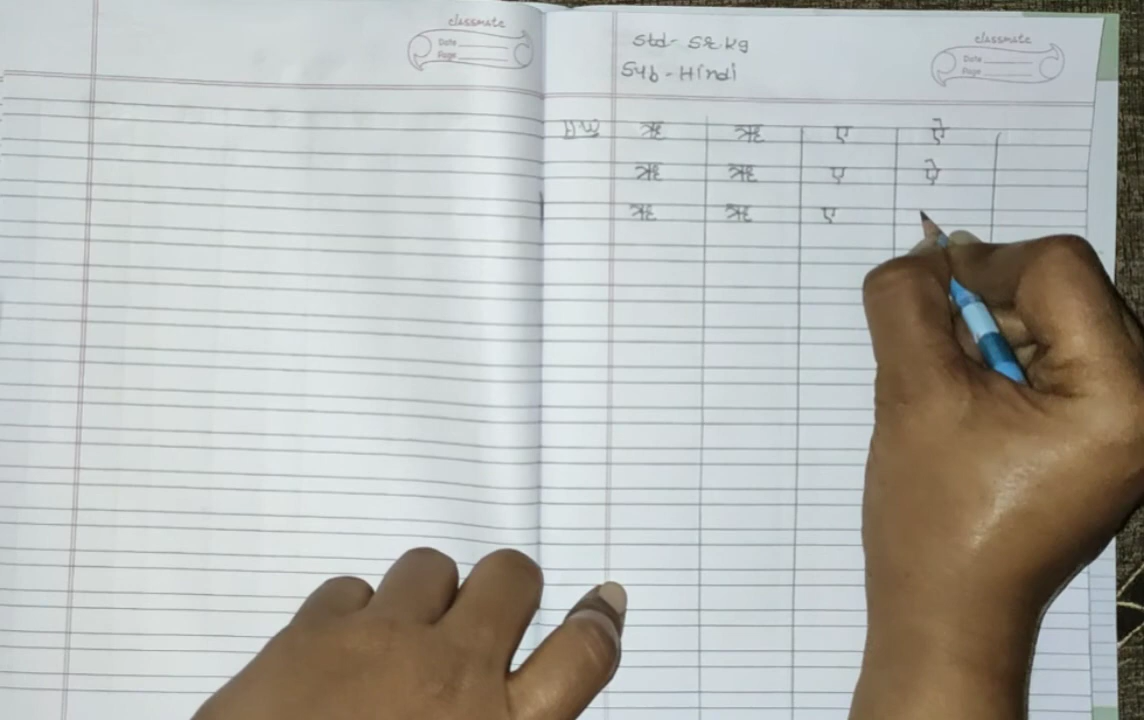 classmate
Date
Page
classmate
Date
Page
Std- Sr. kg
Sub - Hindi
H.W ऋ ऋ ए ऐ
ऋ ऋ ए ऐ
ऋ ऋ ए